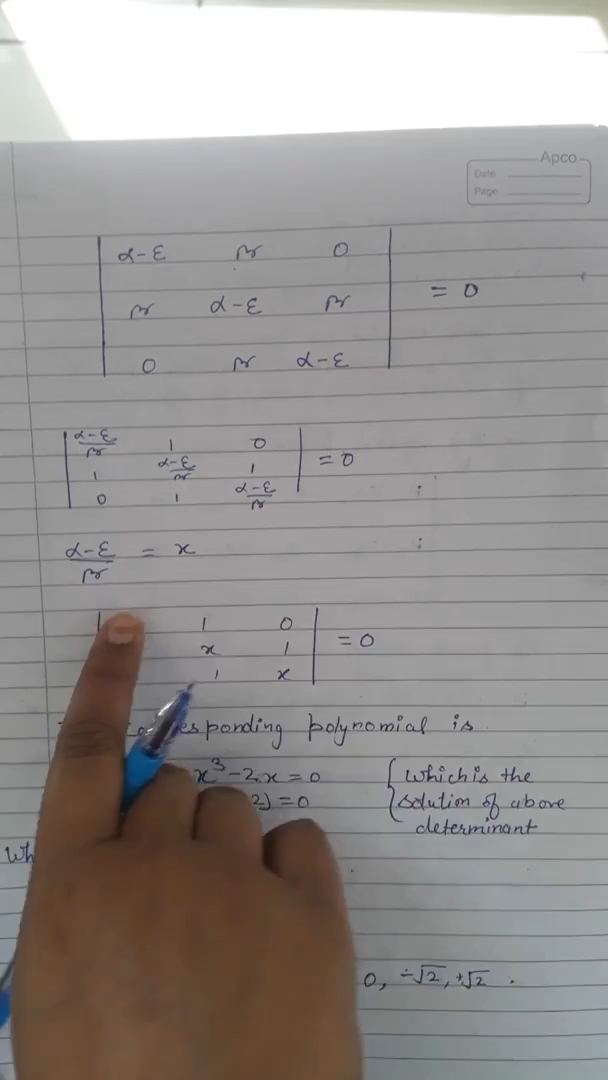 Apco
Date
Page
α-ε β 0
β α-ε β = 0
0 β α-ε
α-ε/β 1 0
1 α-ε/β 1 = 0
0 1 α-ε/β
α-ε/β = x
1 0
x 1 = 0
1 x
polynomial is
x³-2x = 0 { which is the
2) = 0 solution of above
determinant
Wh
0, -√2, +√2 .